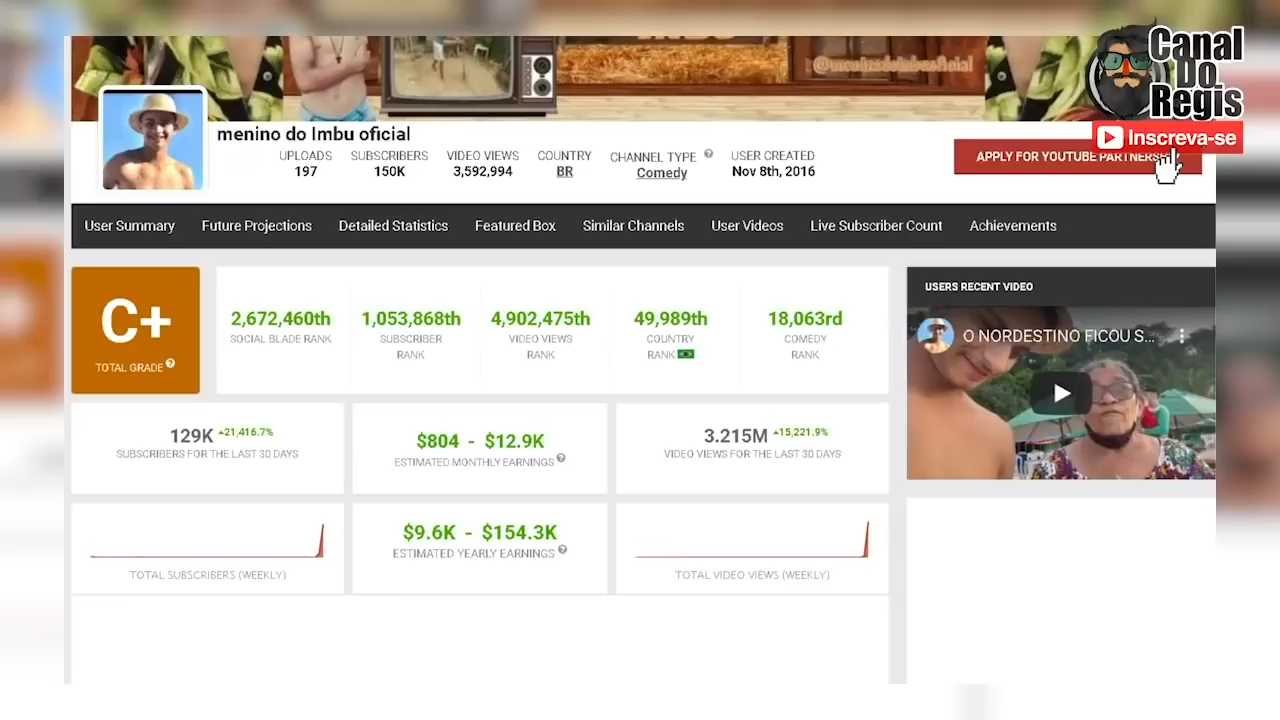 Canal
Do
Regis
Inscreva-se
menino do Imbu oficial
UPLOADS
197
SUBSCRIBERS
150K
VIDEO VIEWS
3,592,994
COUNTRY
BR
CHANNEL TYPE ?
Comedy
USER CREATED
Nov 8th, 2016
APPLY FOR YOUTUBE
User Summary
Future Projections
Detailed Statistics
Featured Box
Similar Channels
User Videos
Live Subscriber Count
Achievements
C+
TOTAL GRADE ?
2,672,460th
SOCIAL BLADE RANK
1,053,868th
SUBSCRIBER
RANK
4,902,475th
VIDEO VIEWS
RANK
49,989th
COUNTRY
RANK
18,063rd
COMEDY
RANK
USERS RECENT VIDEO
O NORDESTINO FICOU S...
129K 21,416.7%
SUBSCRIBERS FOR THE LAST 30 DAYS
$804 - $12.9K
ESTIMATED MONTHLY EARNINGS ?
3.215M 15,221.9%
VIDEO VIEWS FOR THE LAST 30 DAYS
TOTAL SUBSCRIBERS (WEEKLY)
$9.6K - $154.3K
ESTIMATED YEARLY EARNINGS ?
TOTAL VIDEO VIEWS (WEEKLY)